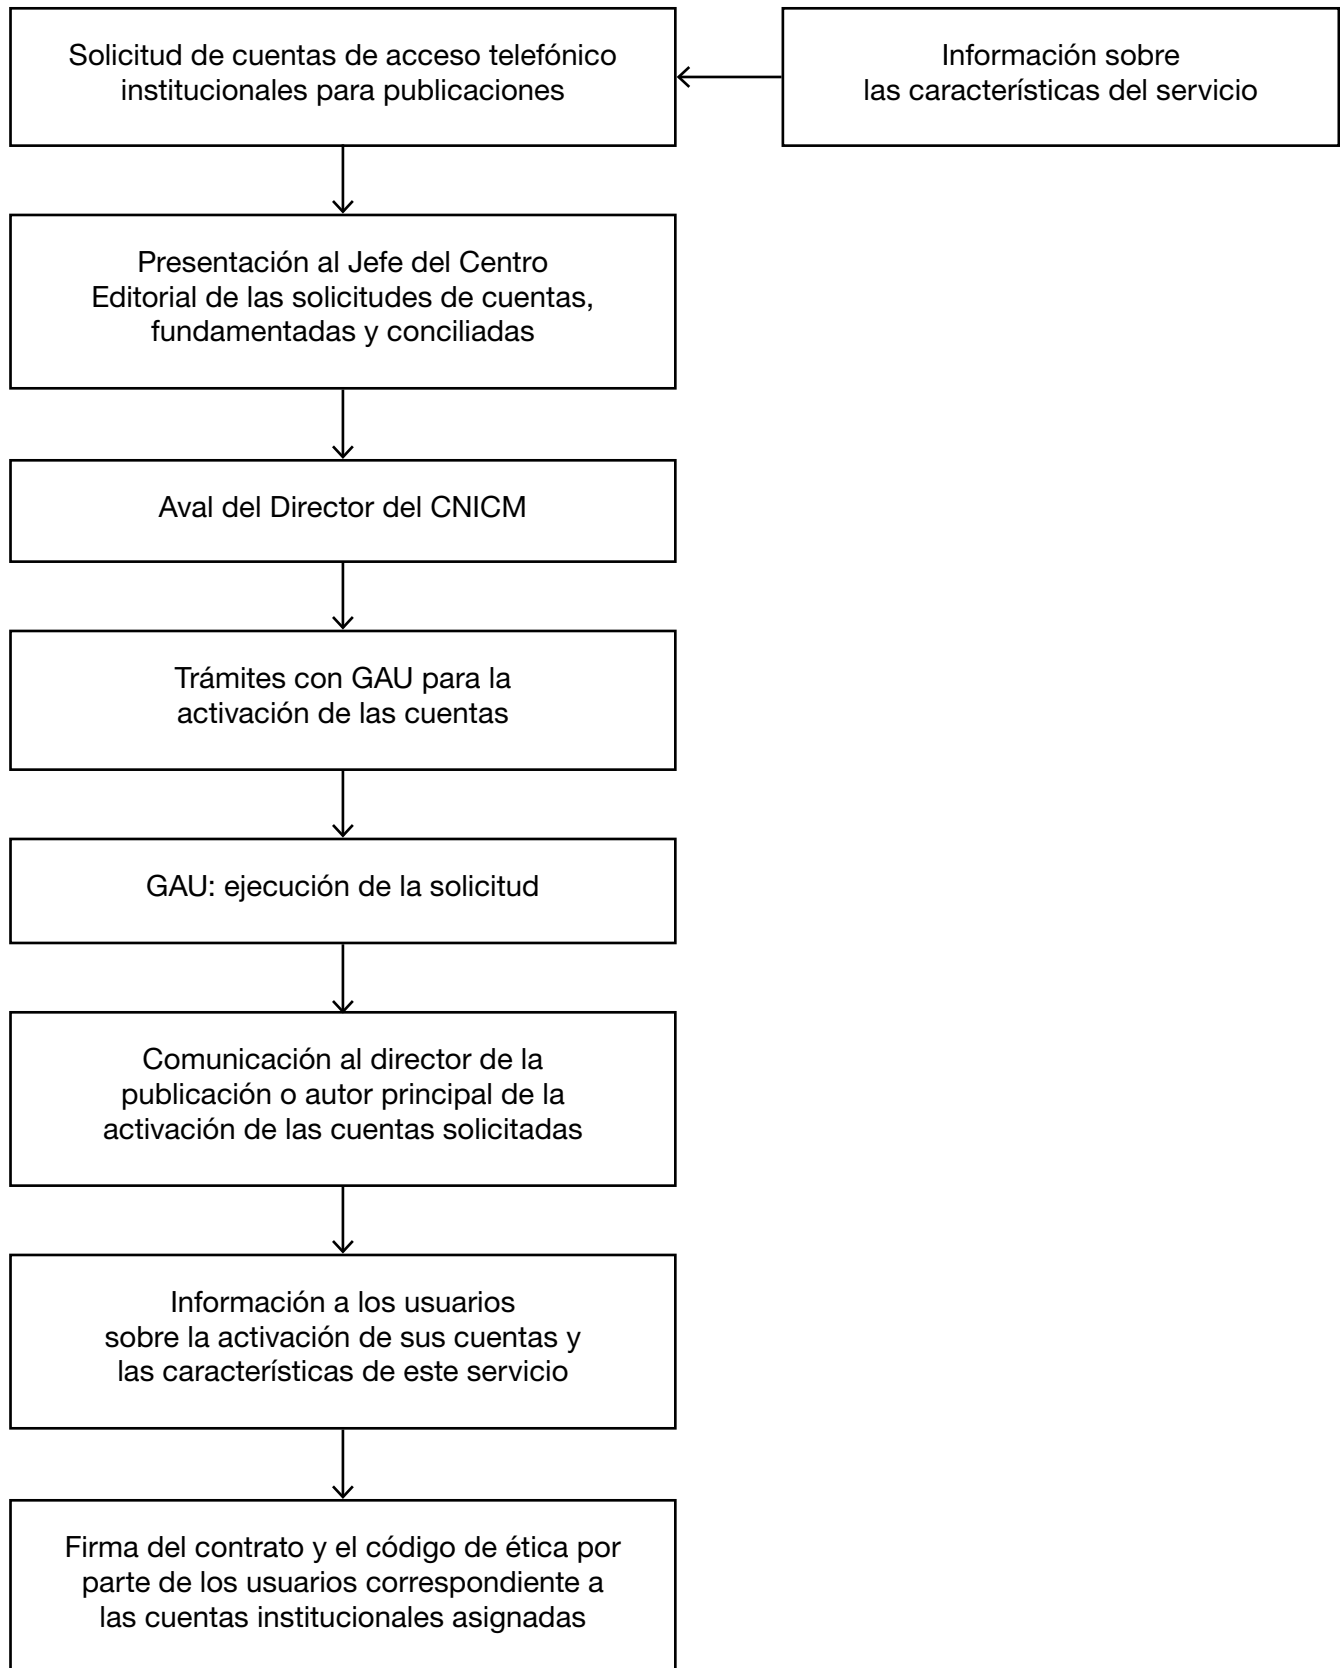 Solicitud de cuentas de acceso telefónico
institucionales para publicaciones
Información sobre
las características del servicio
Presentación al Jefe del Centro
Editorial de las solicitudes de cuentas,
fundamentadas y conciliadas
Aval del Director del CNICM
Trámites con GAU para la
activación de las cuentas
GAU: ejecución de la solicitud
Comunicación al director de la
publicación o autor principal de la
activación de las cuentas solicitadas
Información a los usuarios
sobre la activación de sus cuentas y
las características de este servicio
Firma del contrato y el código de ética por
parte de los usuarios correspondiente a
las cuentas institucionales asignadas